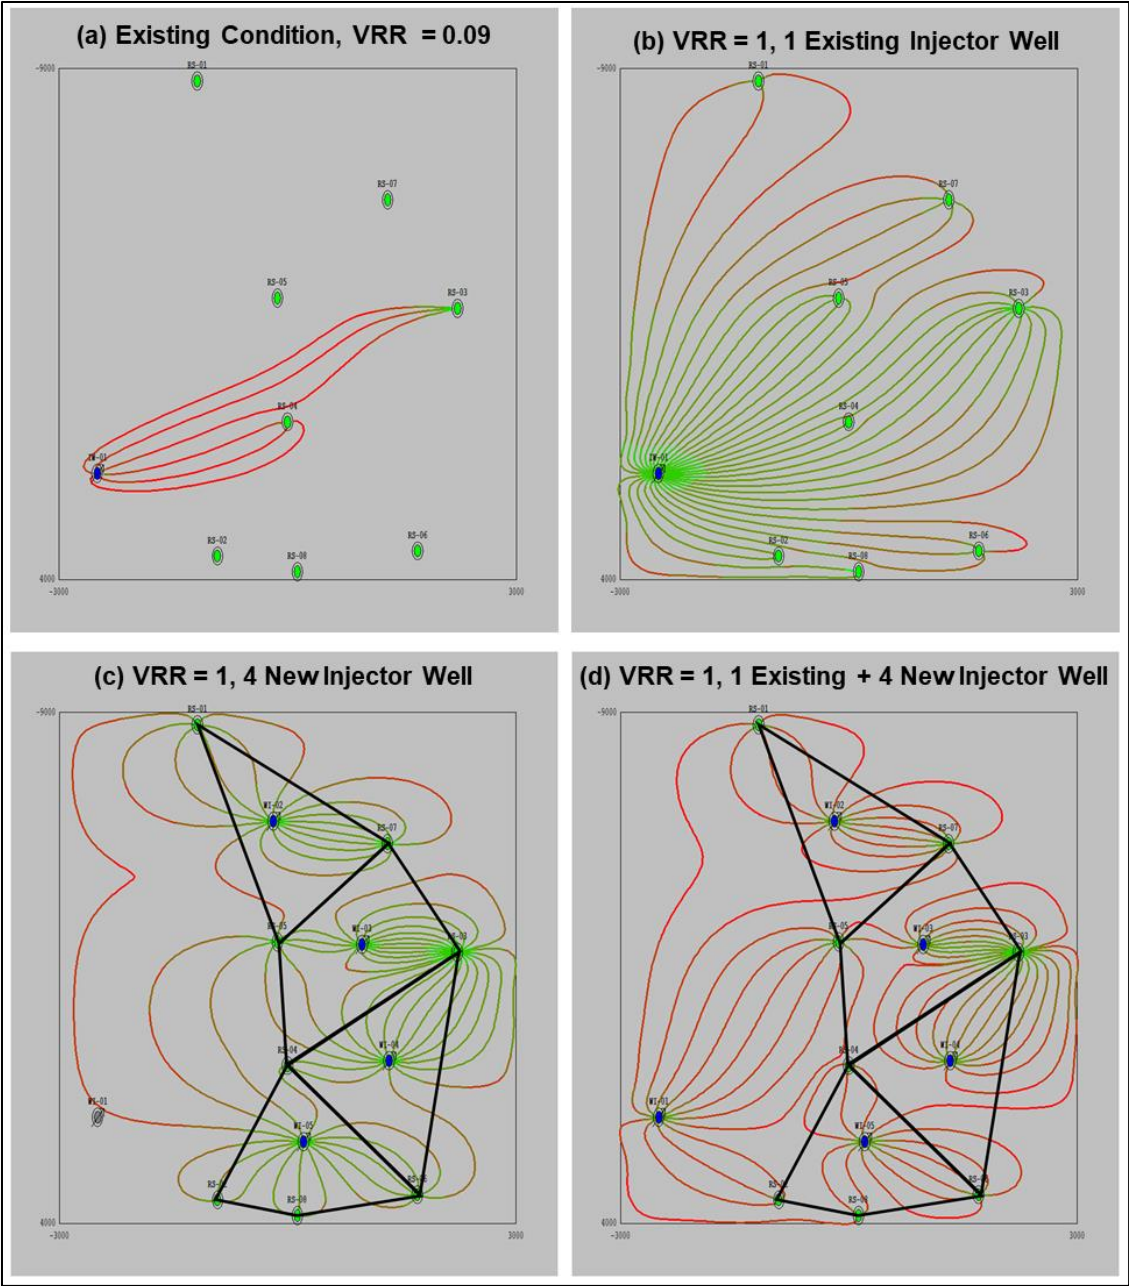 (a) Existing Condition, VRR = 0.09
-9000
RS-01
RS-07
RS-05
RS-03
RS-04
IW-01
RS-02
RS-06
RS-08
4000
-3000
3000
(b) VRR = 1, 1 Existing Injector Well
-9000
RS-01
RS-07
RS-05
RS-03
RS-04
IW-01
RS-02
RS-06
RS-08
4000
-3000
3000
(c) VRR = 1, 4 New Injector Well
-9000
RS-01
WI-02
RS-07
RS-05
WI-03
RS-03
RS-04
WI-04
WI-01
WI-05
RS-08
4000
-3000
3000
(d) VRR = 1, 1 Existing + 4 New Injector Well
-9000
RS-01
WI-02
RS-07
RS-05
WI-03
RS-03
RS-04
WI-04
WI-01
WI-05
RS-08
4000
-3000
3000